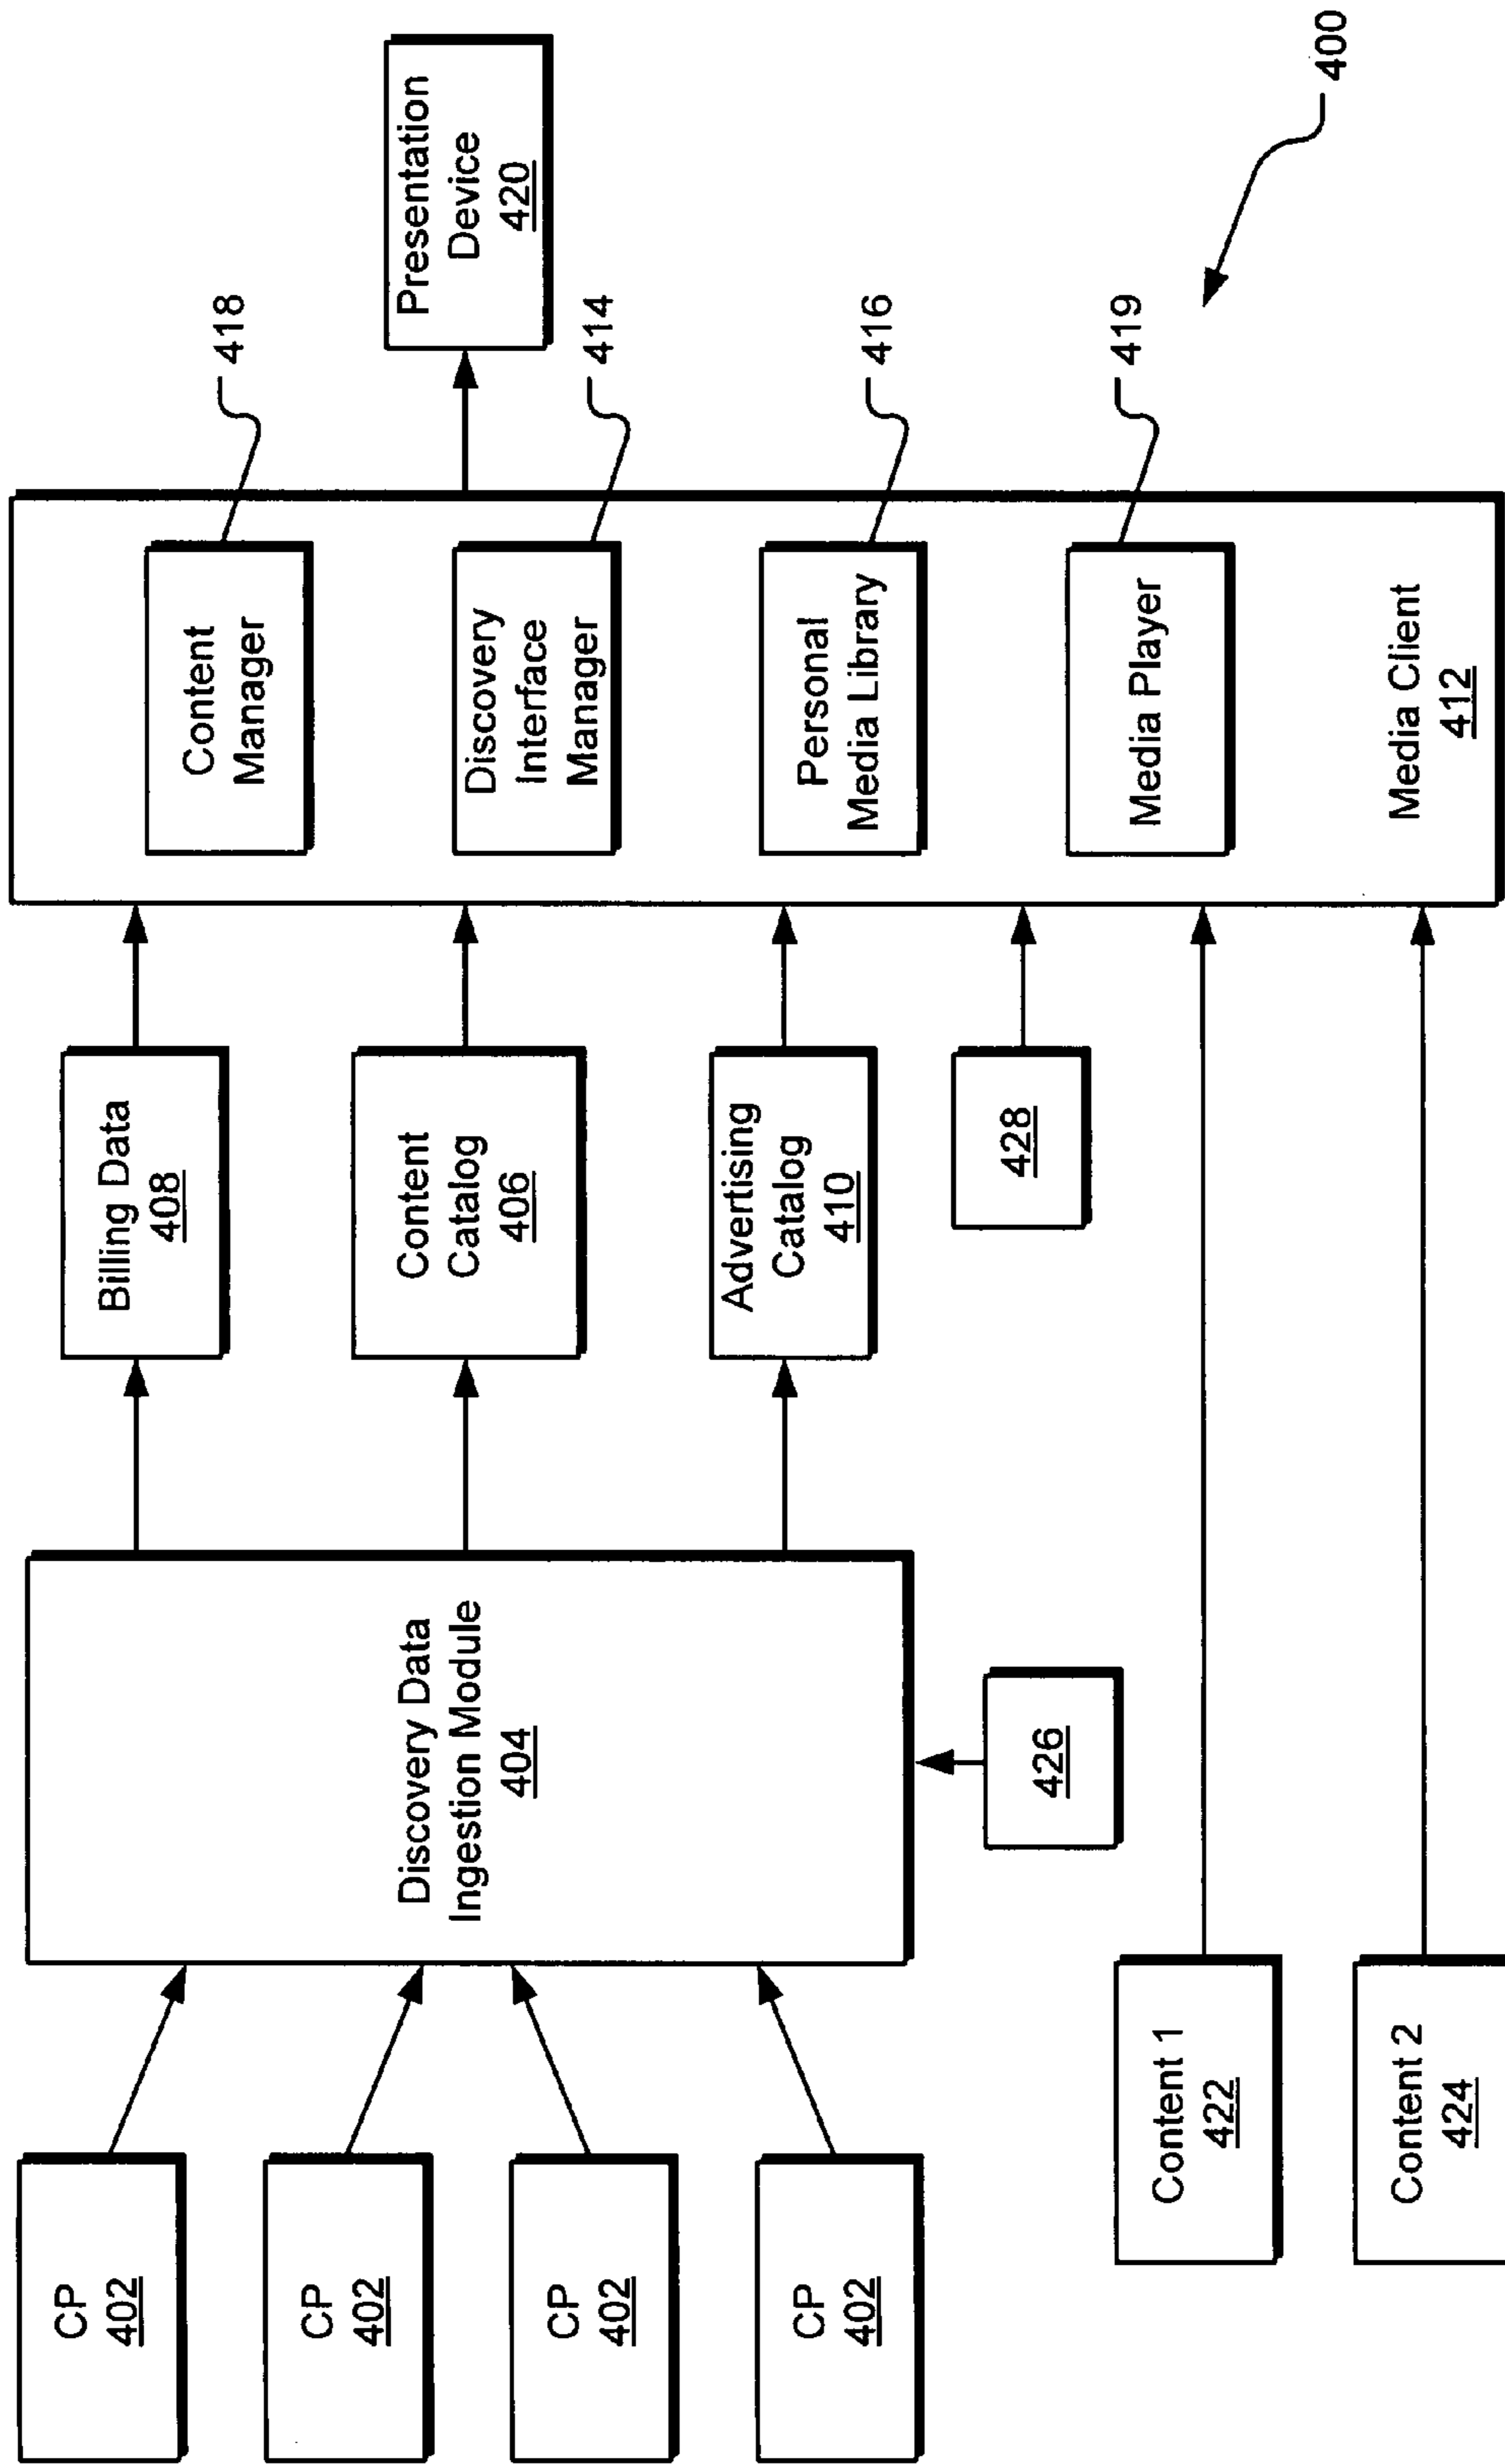 CP
402
CP
402
CP
402
CP
402
Discovery Data
Ingestion Module
404
426
Billing Data
408
Content
Catalog
406
Advertising
Catalog
410
428
Content 1
422
Content 2
424
Content
Manager
418
Discovery
Interface
Manager
414
Personal
Media Library
416
Media Player
419
Media Client
412
Presentation
Device
420
400